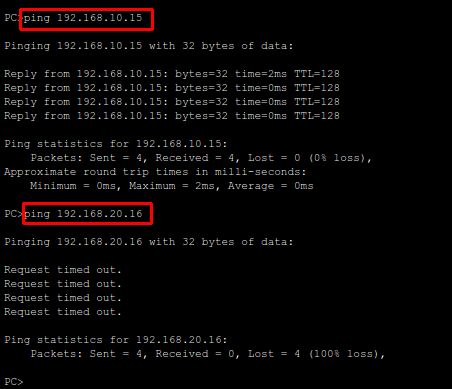 PC>ping 192.168.10.15
Pinging 192.168.10.15 with 32 bytes of data:
Reply from 192.168.10.15: bytes=32 time=2ms TTL=128
Reply from 192.168.10.15: bytes=32 time=0ms TTL=128
Reply from 192.168.10.15: bytes=32 time=0ms TTL=128
Reply from 192.168.10.15: bytes=32 time=0ms TTL=128
Ping statistics for 192.168.10.15:
Packets: Sent = 4, Received = 4, Lost = 0 (0% loss),
Approximate round trip times in milli-seconds:
Minimum = 0ms, Maximum = 2ms, Average = 0ms
PC>ping 192.168.20.16
Pinging 192.168.20.16 with 32 bytes of data:
Request timed out.
Request timed out.
Request timed out.
Request timed out.
Ping statistics for 192.168.20.16:
Packets: Sent = 4, Received = 0, Lost = 4 (100% loss),
PC>